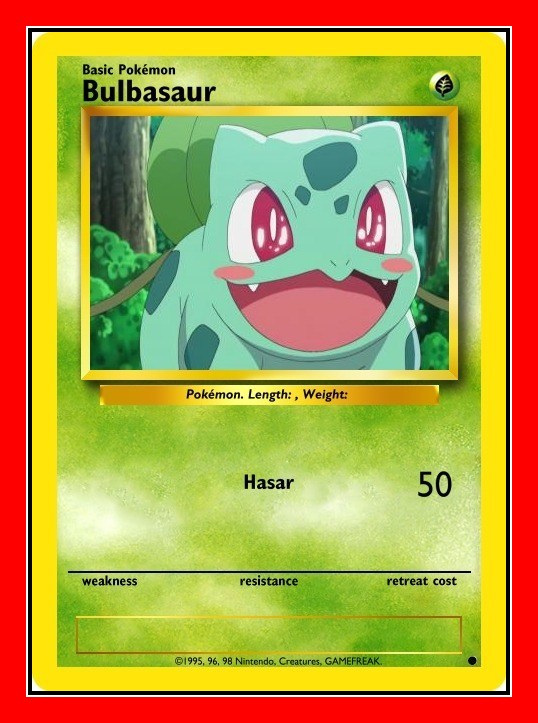 Basic Pokémon
Bulbasaur
Pokémon. Length: , Weight:
Hasar 50
weakness resistance retreat cost
©1995, 96, 98 Nintendo, Creatures, GAMEFREAK.